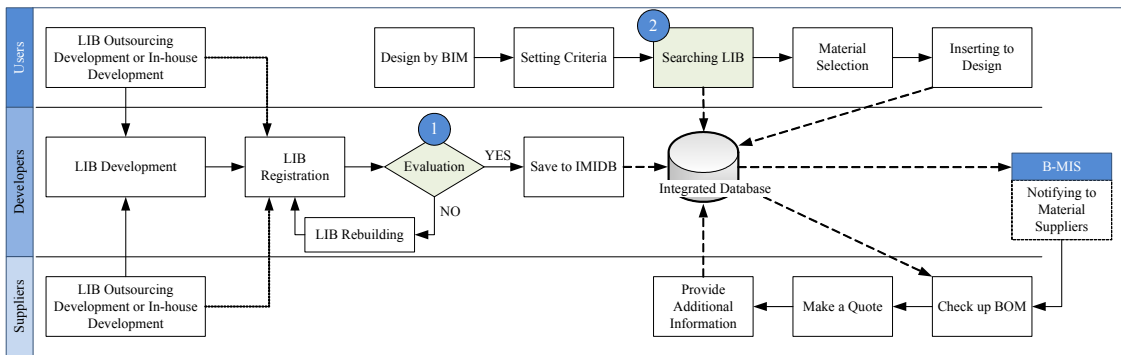 Users
LIB Outsourcing
Development or In-house
Development
Design by BIM
Setting Criteria
2
Searching LIB
Material
Selection
Inserting to
Design
Developers
LIB Development
LIB
Registration
1
Evaluation
YES
NO
LIB Rebuilding
Save to IMIDB
Integrated Database
B-MIS
Notifying to
Material
Suppliers
Suppliers
LIB Outsourcing
Development or In-house
Development
Provide
Additional
Information
Make a Quote
Check up BOM